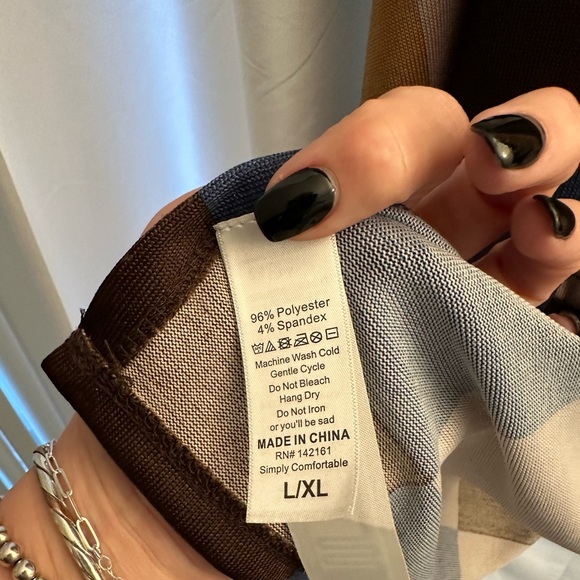 96% Polyester
4% Spandex
Machine Wash Cold
Gentle Cycle
Do Not Bleach
Hang Dry
Do Not Iron
or you'll be sad
MADE IN CHINA
RN# 142161
Simply Comfortable
L/XL